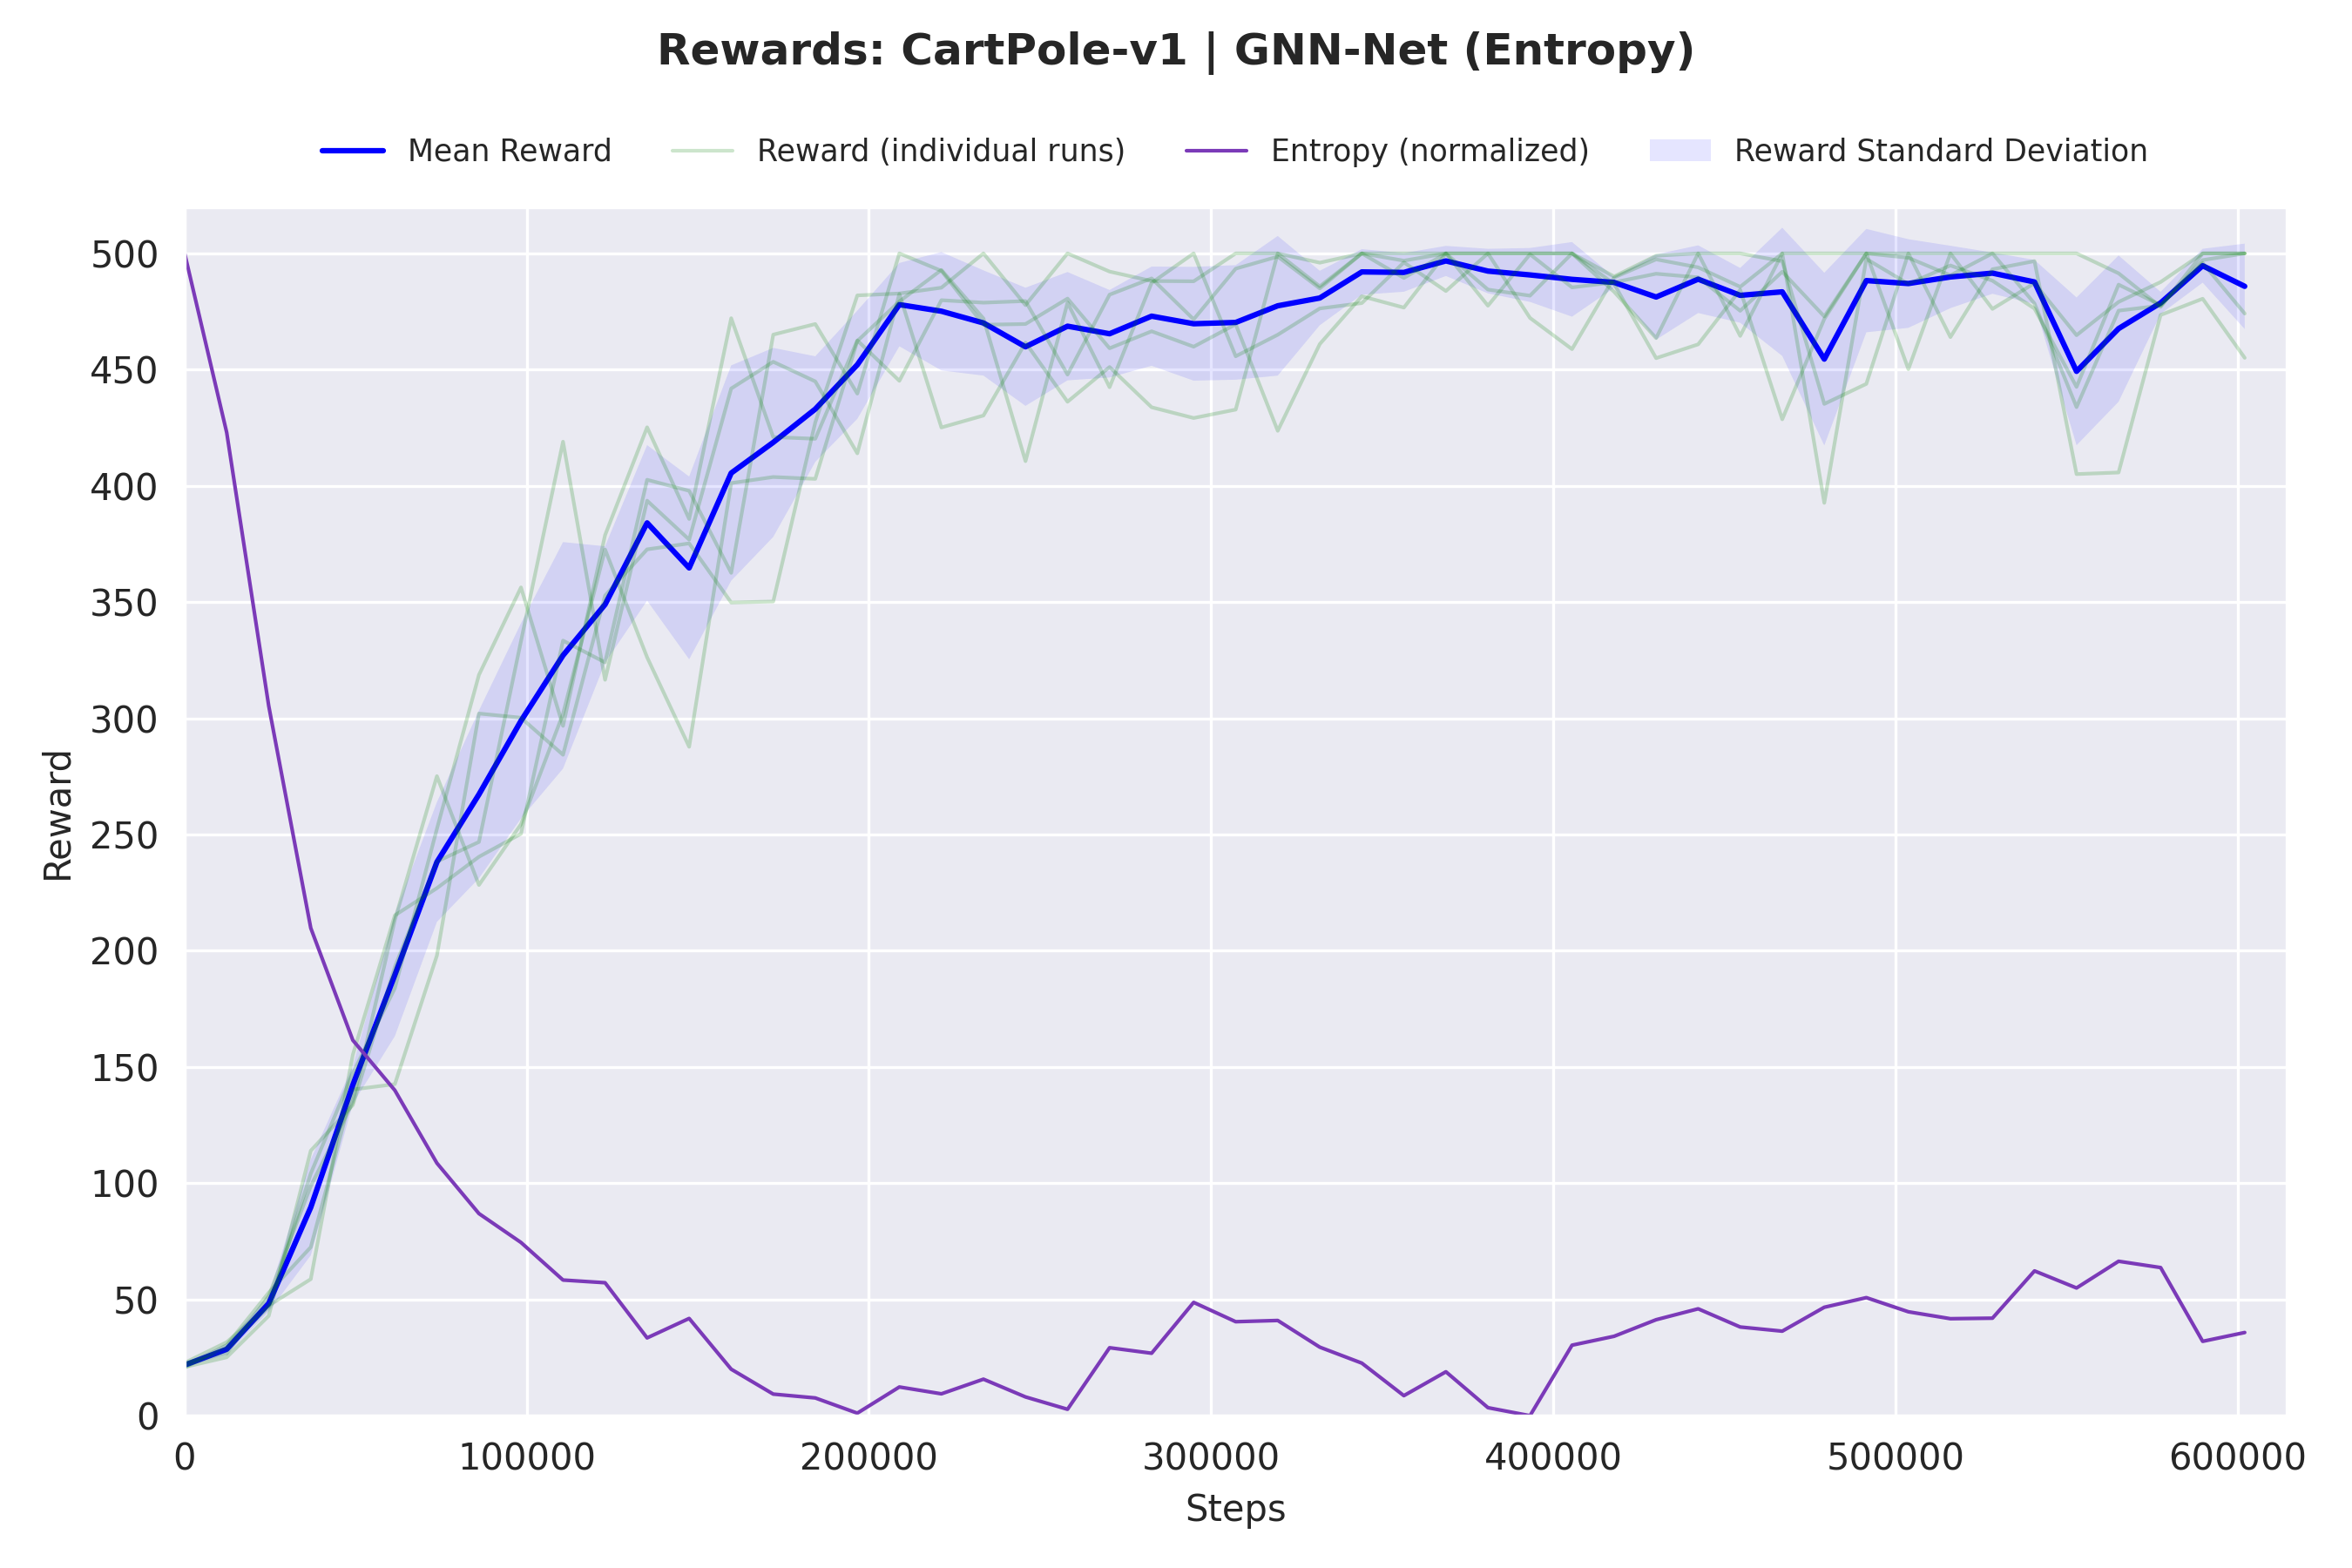 Rewards: CartPole-v1 | GNN-Net (Entropy)
Mean Reward Reward (individual runs) Entropy (normalized) Reward Standard Deviation
500
450
400
350
300
250
200
150
100
50
0
Reward
0 100000 200000 300000 400000 500000 600000
Steps